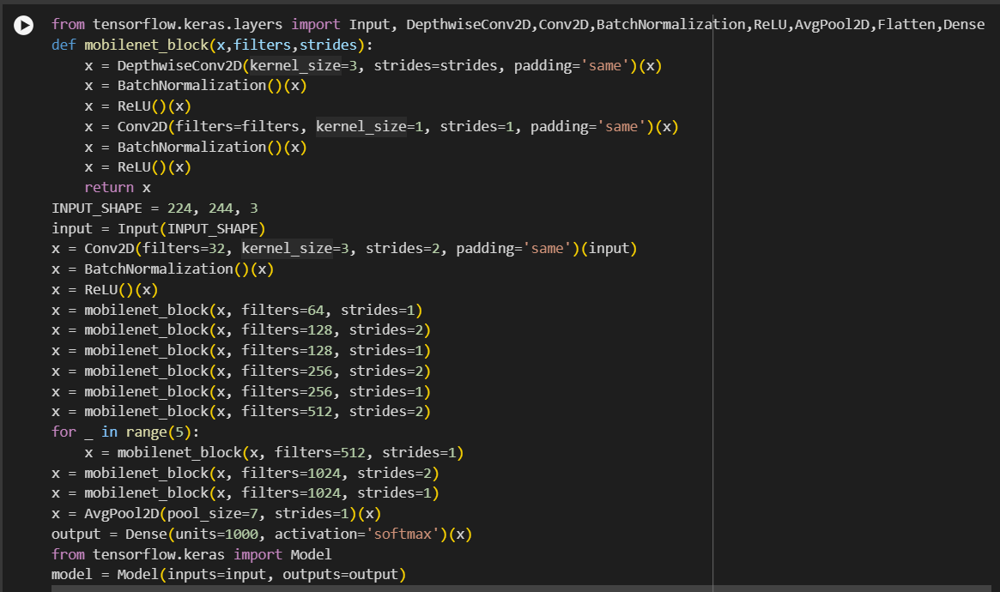 from tensorflow.keras.layers import Input, DepthwiseConv2D,Conv2D,BatchNormalization,ReLU,AvgPool2D,Flatten,Dense
def mobilenet_block(x,filters,strides):
    x = DepthwiseConv2D(kernel_size=3, strides=strides, padding='same')(x)
    x = BatchNormalization()(x)
    x = ReLU()(x)
    x = Conv2D(filters=filters, kernel_size=1, strides=1, padding='same')(x)
    x = BatchNormalization()(x)
    x = ReLU()(x)
    return x
INPUT_SHAPE = 224, 244, 3
input = Input(INPUT_SHAPE)
x = Conv2D(filters=32, kernel_size=3, strides=2, padding='same')(input)
x = BatchNormalization()(x)
x = ReLU()(x)
x = mobilenet_block(x, filters=64, strides=1)
x = mobilenet_block(x, filters=128, strides=2)
x = mobilenet_block(x, filters=128, strides=1)
x = mobilenet_block(x, filters=256, strides=2)
x = mobilenet_block(x, filters=256, strides=1)
x = mobilenet_block(x, filters=512, strides=2)
for _ in range(5):
    x = mobilenet_block(x, filters=512, strides=1)
x = mobilenet_block(x, filters=1024, strides=2)
x = mobilenet_block(x, filters=1024, strides=1)
x = AvgPool2D(pool_size=7, strides=1)(x)
output = Dense(units=1000, activation='softmax')(x)
from tensorflow.keras import Model
model = Model(inputs=input, outputs=output)